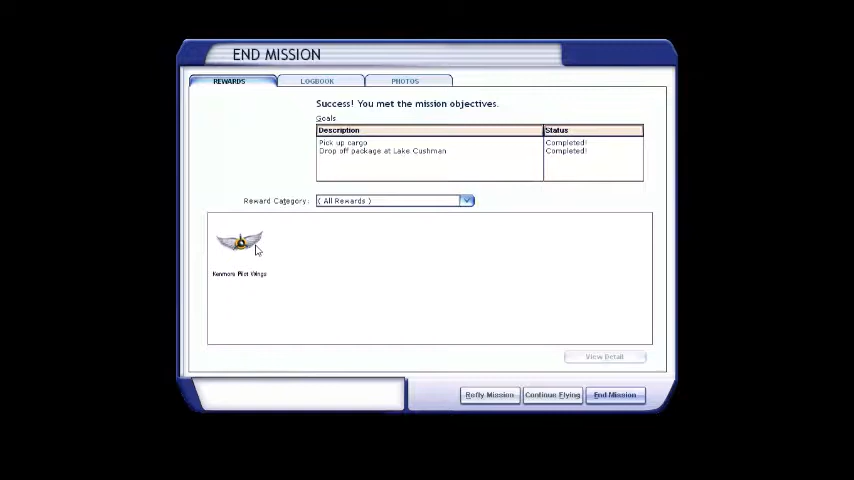 END MISSION
REWARDS
LOGBOOK
PHOTOS
Success! You met the mission objectives.
Goals
Description
Status
Pick up cargo
Completed!
Drop off package at Lake Cushman
Completed!
Reward Category:
( All Rewards )
Kenmore Pilot Wings
View Detail
Refly Mission
Continue Flying
End Mission